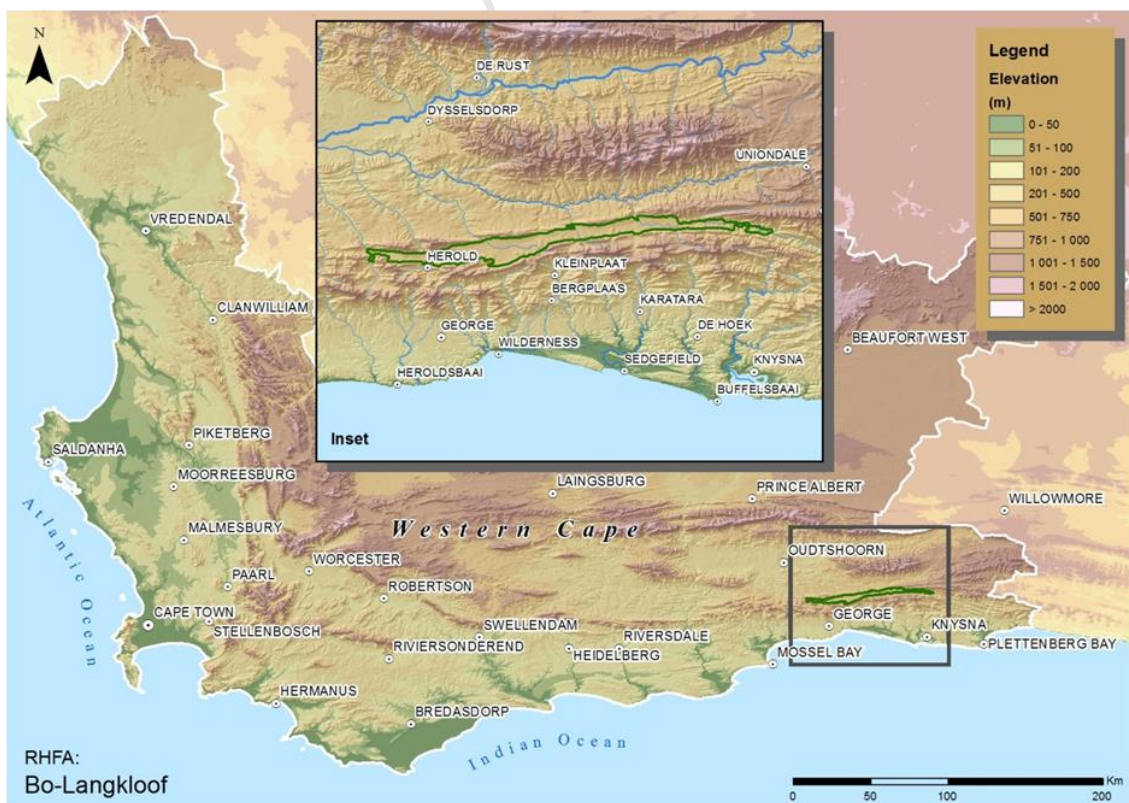 N
Legend
Elevation
(m)
0 - 50
51 - 100
101 - 200
201 - 500
501 - 750
751 - 1 000
1 001 - 1 500
1 501 - 2 000
> 2000
DE RUST
DYSSELSDORP
UNIONDALE
HEROLD
KLEINPLAAT
BERGPLAAS
KARATARA
GEORGE
DE HOEK
WILDERNESS
SEDGEFIELD
KNYSNA
HEROLDSBAAI
BUFFELSBAAI
Inset
VREDENDAL
CLANWILLIAM
BEAUFORT WEST
PIKETBERG
SALDANHA
MOORREESBURG
LAINGSBURG
PRINCE ALBERT
WILLOWMORE
Atlantic Ocean
MALMESBURY
Western Cape
OUDTSHOORN
WORCESTER
PAARL
ROBERTSON
CAPE TOWN
STELLENBOSCH
SWELLENDAM
RIVERSDALE
GEORGE
KNYSNA
RIVIERSONDEREND
HEIDELBERG
MOSSEL BAY
PLETTENBERG BAY
HERMANUS
BREDASDORP
Indian Ocean
RHFA:
Bo-Langkloof
Km
0 50 100 200